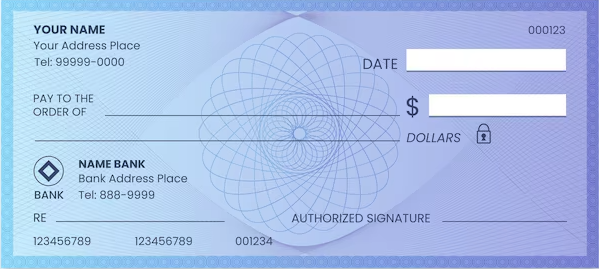 YOUR NAME
000123
Your Address Place
Tel: 99999-0000
DATE
PAY TO THE
ORDER OF
$
DOLLARS
NAME BANK
Bank Address Place
BANK
Tel: 888-9999
RE
AUTHORIZED SIGNATURE
123456789 123456789 001234